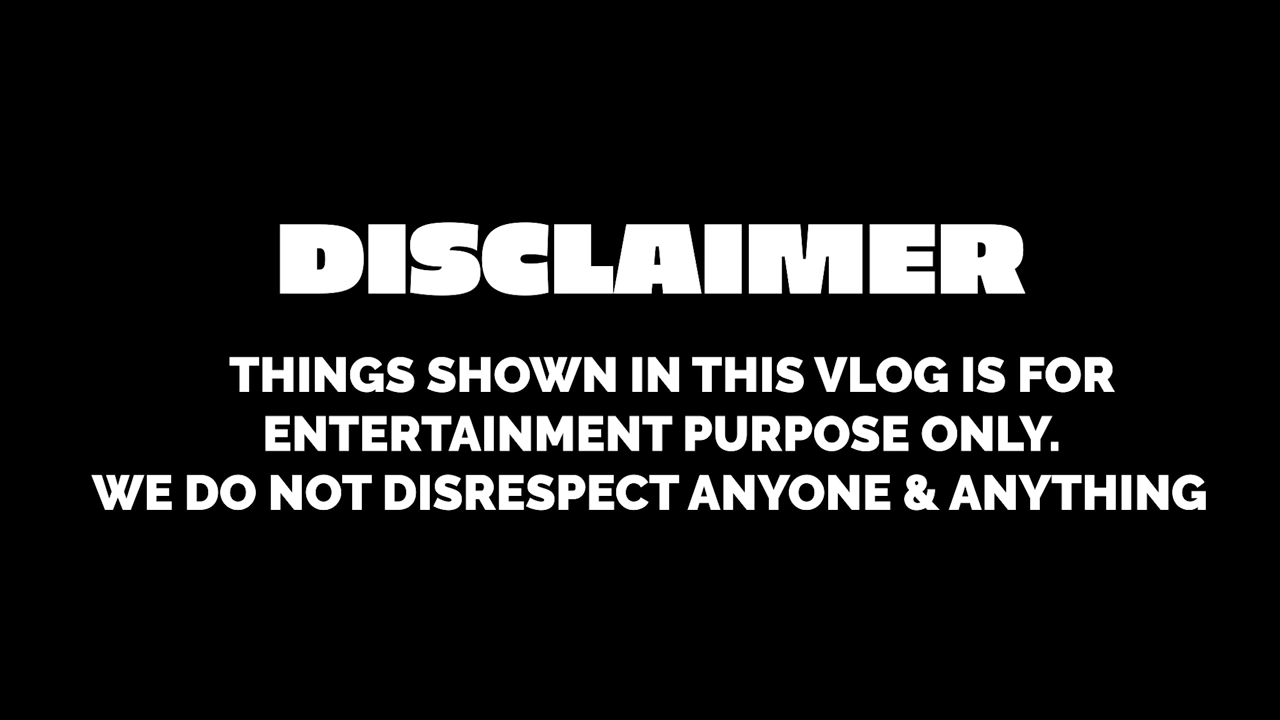 DISCLAIMER
THINGS SHOWN IN THIS VLOG IS FOR
ENTERTAINMENT PURPOSE ONLY.
WE DO NOT DISRESPECT ANYONE & ANYTHING